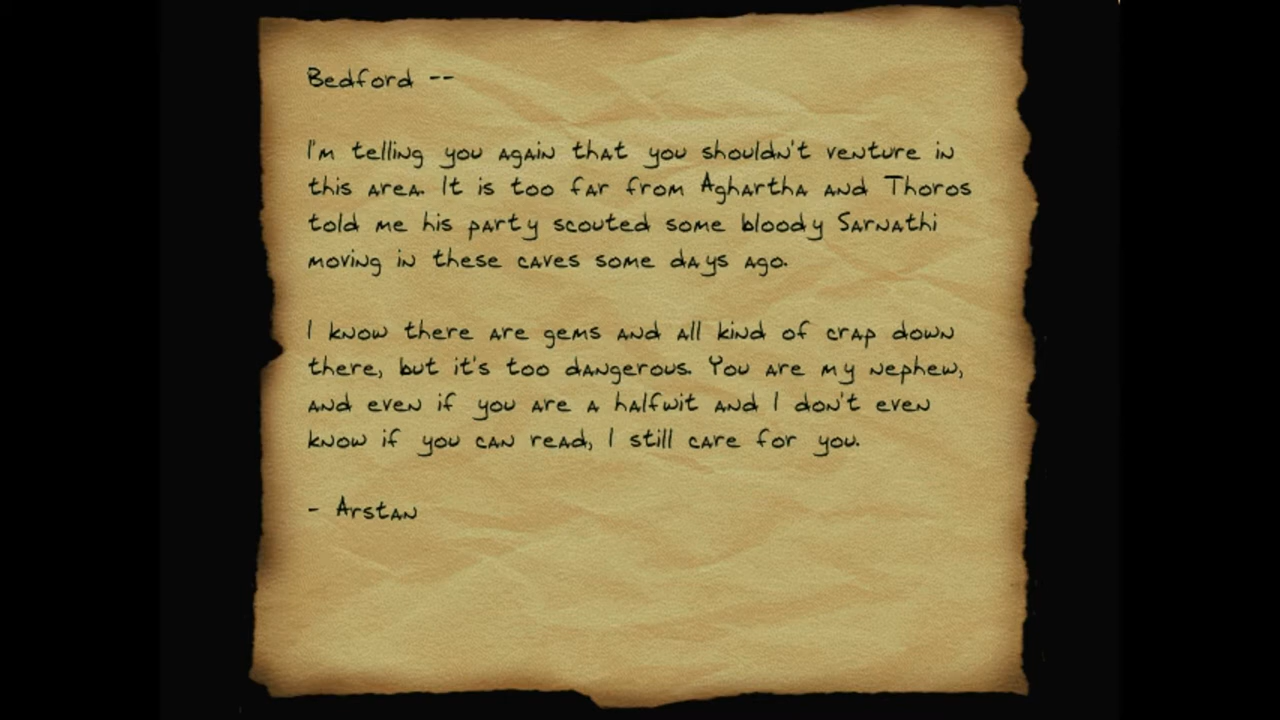 Bedford --
I'm telling you again that you shouldn't venture in
this area. It is too far from Aghartha and Thoros
told me his party scouted some bloody Sarnathi
moving in these caves some days ago.
I know there are gems and all kind of crap down
there, but it's too dangerous. You are my nephew,
and even if you are a halfwit and I don't even
know if you can read, I still care for you.
- Arstan